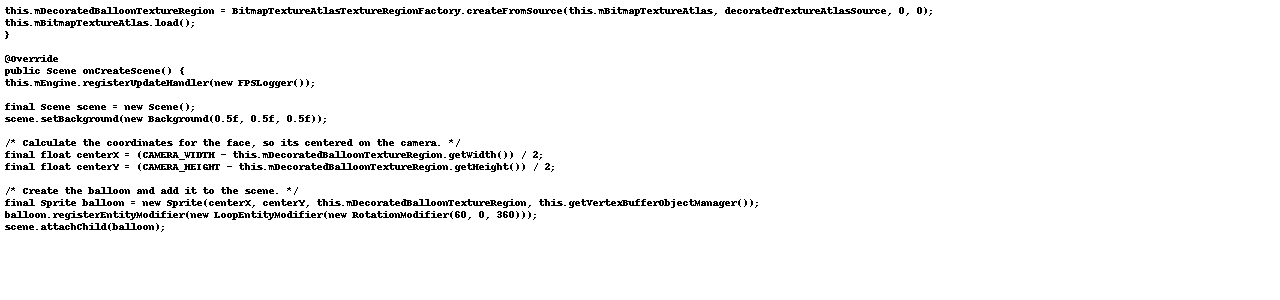 this.mDecoratedBalloonTextureRegion = BitmapTextureAtlasTextureRegionFactory.createFromSource(this.mBitmapTextureAtlas, decoratedTextureAtlasSource, 0, 0);
this.mBitmapTextureAtlas.load();
}
@Override
public Scene onCreateScene() {
this.mEngine.registerUpdateHandler(new FPSLogger());
final Scene scene = new Scene();
scene.setBackground(new Background(0.5f, 0.5f, 0.5f));
/* Calculate the coordinates for the face, so its centered on the camera. */
final float centerX = (CAMERA_WIDTH - this.mDecoratedBalloonTextureRegion.getWidth()) / 2;
final float centerY = (CAMERA_HEIGHT - this.mDecoratedBalloonTextureRegion.getHeight()) / 2;
/* Create the balloon and add it to the scene. */
final Sprite balloon = new Sprite(centerX, centerY, this.mDecoratedBalloonTextureRegion, this.getVertexBufferObjectManager());
balloon.registerEntityModifier(new LoopEntityModifier(new RotationModifier(60, 0, 360)));
scene.attachChild(balloon);